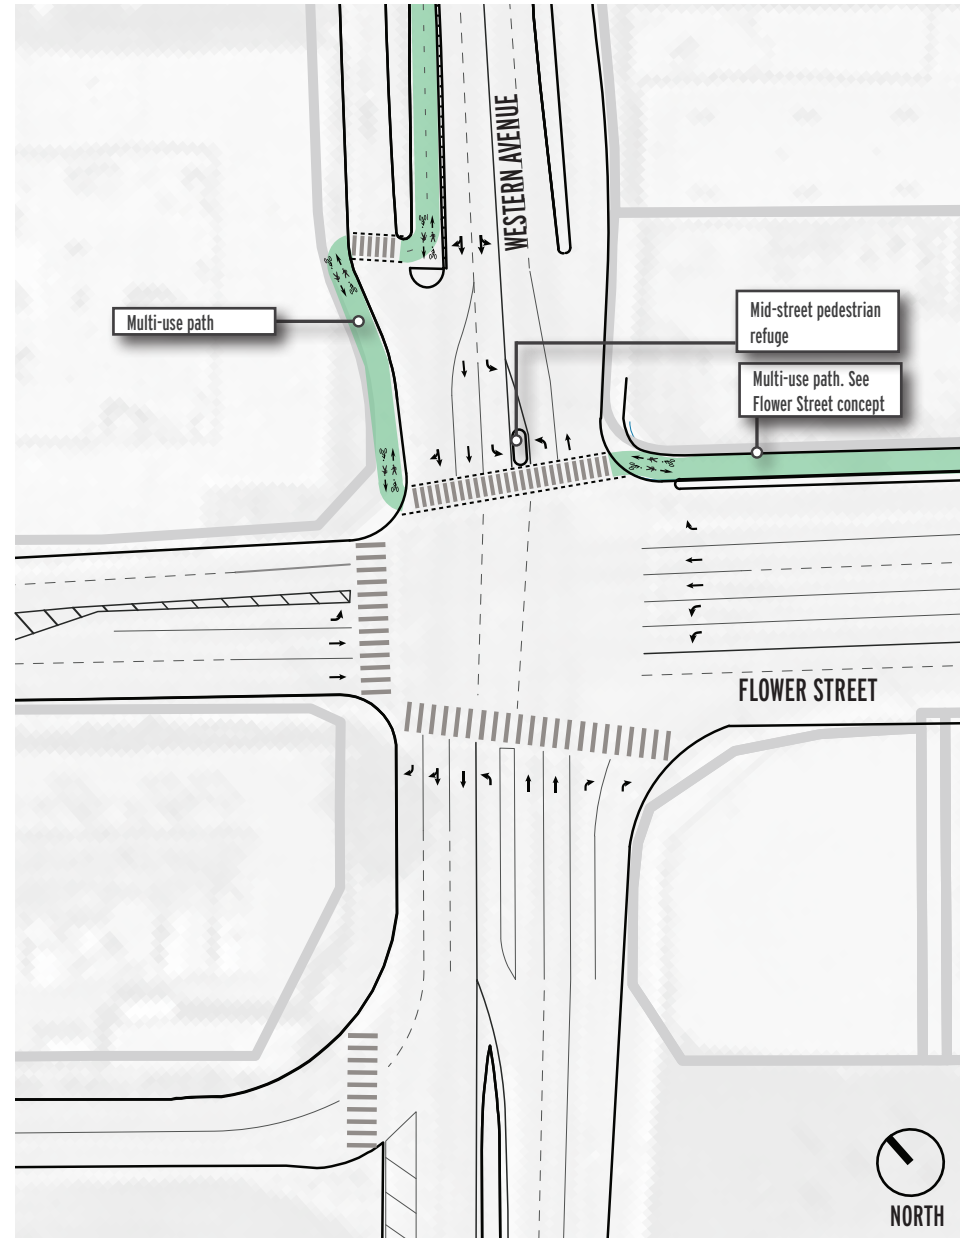 WESTERN AVENUE
Multi-use path
Mid-street pedestrian
refuge
Multi-use path. See
Flower Street concept
FLOWER STREET
NORTH